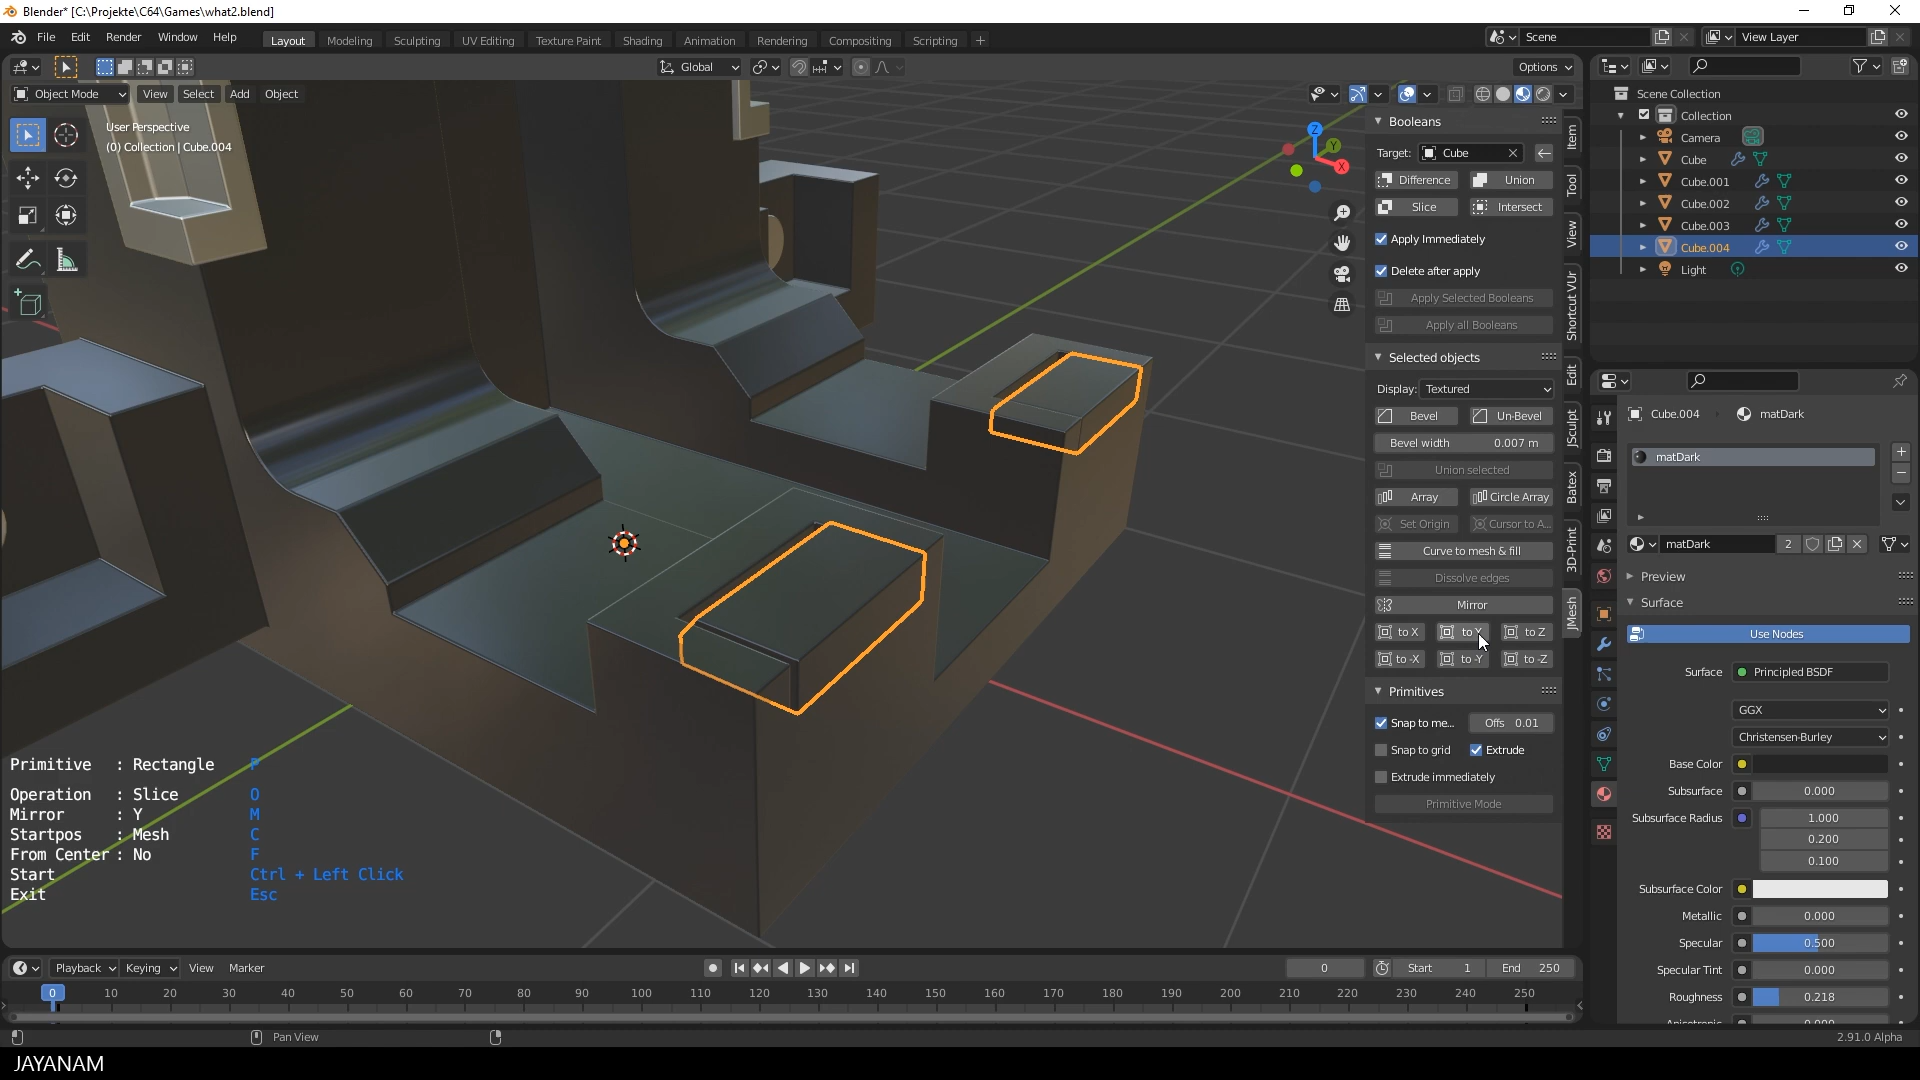 Blender* [C:\Projekte\C64\Games\what2.blend]
File Edit Render Window Help Layout Modeling Sculpting UV Editing Texture Paint Shading Animation Rendering Compositing Scripting + Scene View Layer
Global Options
Object Mode View Select Add Object
User Perspective
(0) Collection | Cube.004
Z Y X
Primitive : Rectangle P
Operation : Slice O
Mirror : Y M
Startpos : Mesh C
From Center : No F
Start Ctrl + Left Click
Exit Esc
Booleans
Target: Cube
Difference Union
Slice Intersect
Apply Immediately
Delete after apply
Apply Selected Booleans
Apply all Booleans
Selected objects
Display: Textured
Bevel Un-Bevel
Bevel width 0.007 m
Union selected
Array Circle Array
Set Origin Cursor to A...
Curve to mesh & fill
Dissolve edges
Mirror
to X to Y to Z
to -X to -Y to -Z
Primitives
Snap to me... Offs 0.01
Snap to grid Extrude
Extrude immediately
Primitive Mode
Item
Tool
View
Shortcut VUr
Edit
JSculpt
Batex
3D-Print
JMesh
Scene Collection
Collection
Camera
Cube
Cube.001
Cube.002
Cube.003
Cube.004
Light
Cube.004 matDark
matDark
matDark 2
Preview
Surface
Use Nodes
Surface Principled BSDF
GGX
Christensen-Burley
Base Color
Subsurface 0.000
Subsurface Radius 1.000
0.200
0.100
Subsurface Color
Metallic 0.000
Specular 0.500
Specular Tint 0.000
Roughness 0.218
Playback Keying View Marker 0 Start 1 End 250
0 10 20 30 40 50 60 70 80 90 100 110 120 130 140 150 160 170 180 190 200 210 220 230 240 250
Pan View 2.91.0 Alpha
JAYANAM